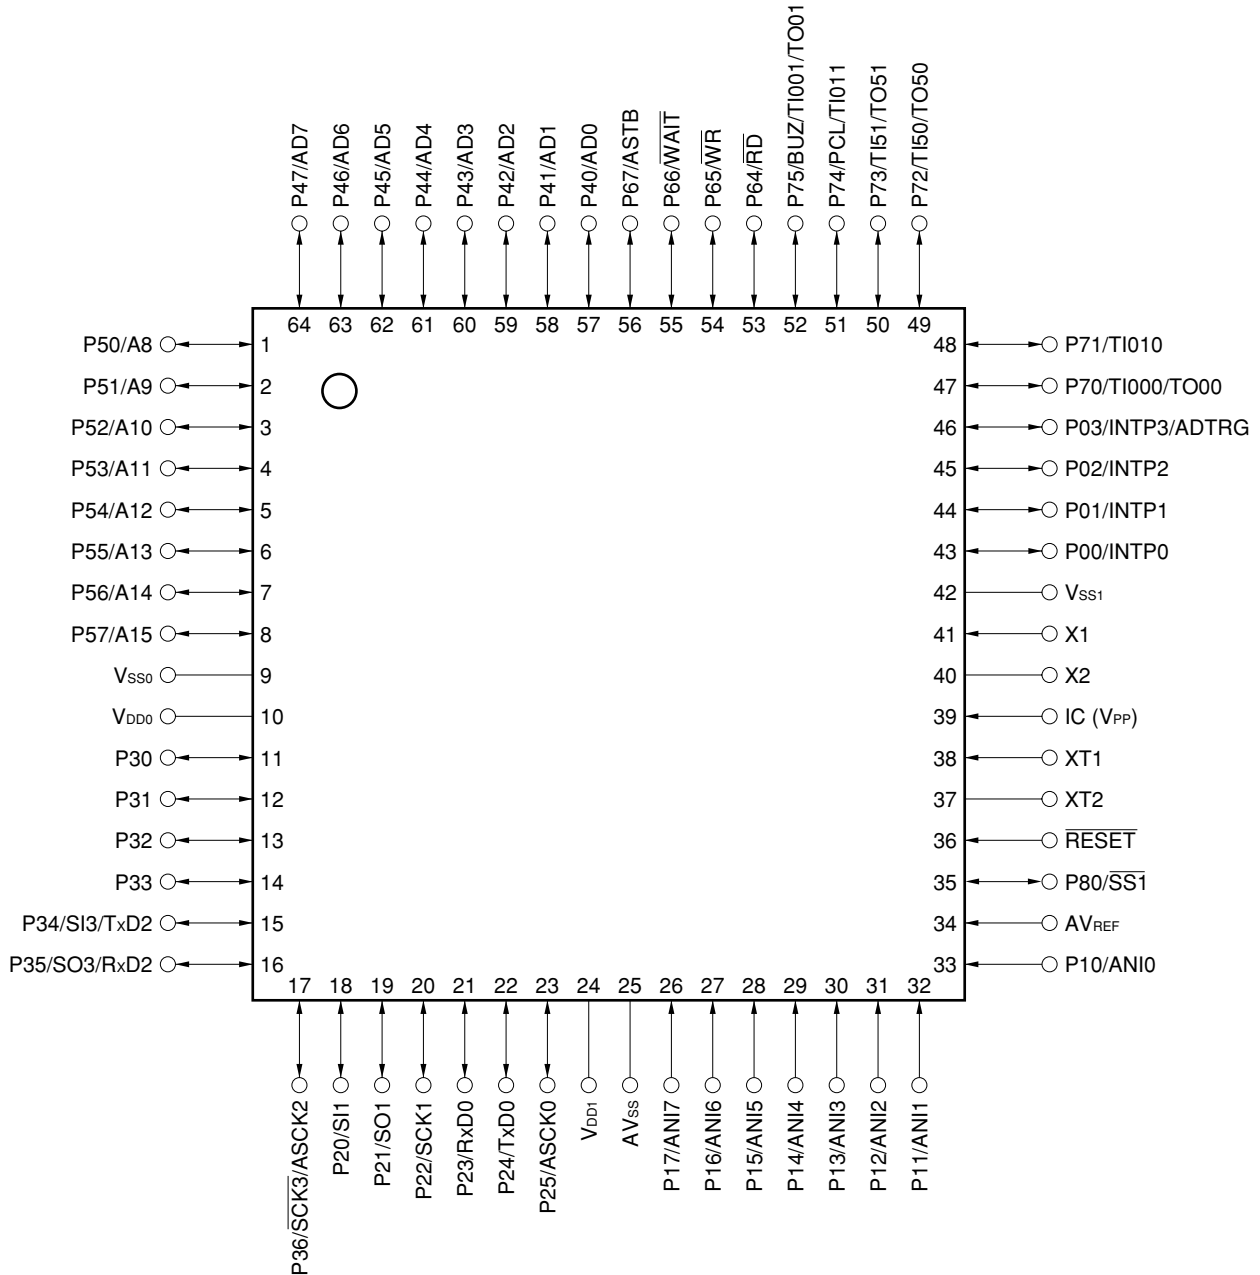 P47/AD7
P46/AD6
P45/AD5
P44/AD4
P43/AD3
P42/AD2
P41/AD1
P40/AD0
P67/ASTB
P66/W̅A̅I̅T̅
P65/W̅R̅
P64/R̅D̅
P75/BUZ/TI001/TO01
P74/PCL/TI011
P73/TI51/TO51
P72/TI50/TO50
64 63 62 61 60 59 58 57 56 55 54 53 52 51 50 49
P50/A8 1 48 P71/TI010
P51/A9 2 47 P70/TI000/TO00
P52/A10 3 46 P03/INTP3/ADTRG
P53/A11 4 45 P02/INTP2
P54/A12 5 44 P01/INTP1
P55/A13 6 43 P00/INTP0
P56/A14 7 42 VSS1
P57/A15 8 41 X1
VSS0 9 40 X2
VDD0 10 39 IC (VPP)
P30 11 38 XT1
P31 12 37 XT2
P32 13 36 R̅E̅S̅E̅T̅
P33 14 35 P80/S̅S̅1̅
P34/SI3/TxD2 15 34 AVREF
P35/SO3/RxD2 16 33 P10/ANI0
17 18 19 20 21 22 23 24 25 26 27 28 29 30 31 32
P36/S̅C̅K̅3̅/ASCK2
P20/SI1
P21/SO1
P22/SCK1
P23/RxD0
P24/TxD0
P25/ASCK0
VDD1
AVSS
P17/ANI7
P16/ANI6
P15/ANI5
P14/ANI4
P13/ANI3
P12/ANI2
P11/ANI1